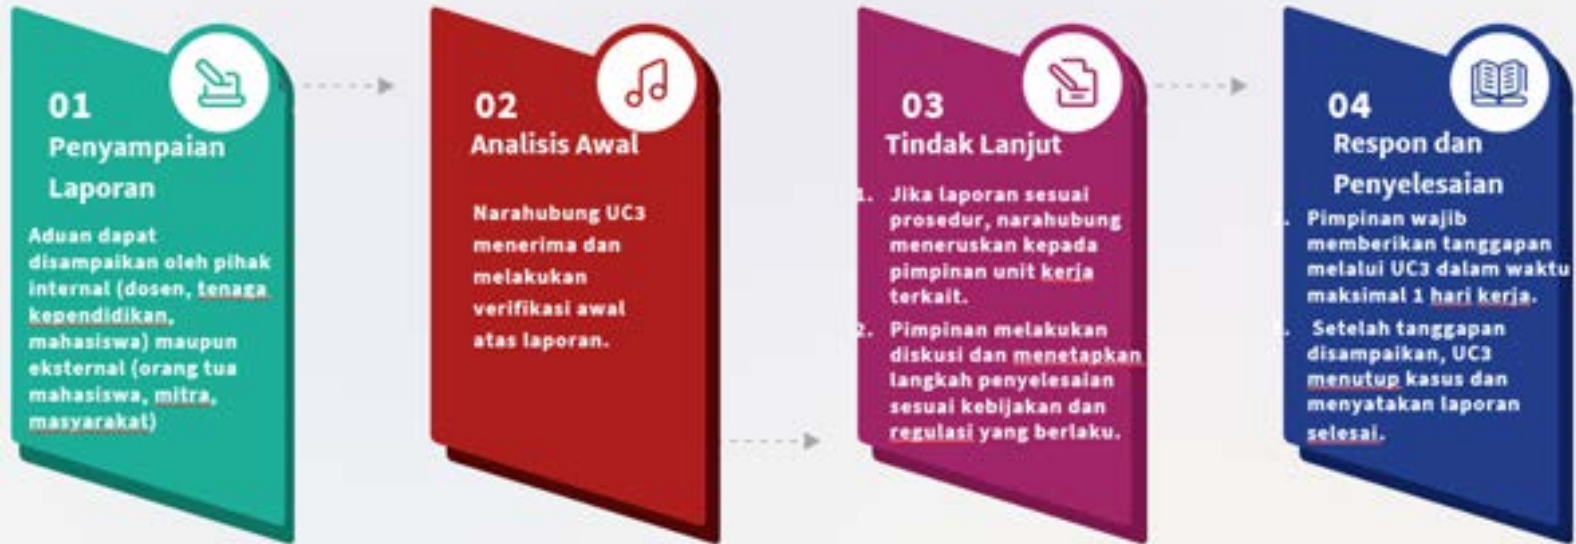 01
Penyampaian
Laporan
Aduan dapat
disampaikan oleh pihak
internal (dosen, tenaga
kependidikan,
mahasiswa) maupun
eksternal (orang tua
mahasiswa, mitra,
masyarakat)
02
Analisis Awal
Narahubung UC3
menerima dan
melakukan
verifikasi awal
atas laporan.
03
Tindak Lanjut
1. Jika laporan sesuai
prosedur, narahubung
meneruskan kepada
pimpinan unit kerja
terkait.
2. Pimpinan melakukan
diskusi dan menetapkan
langkah penyelesaian
sesuai kebijakan dan
regulasi yang berlaku.
04
Respon dan
Penyelesaian
Pimpinan wajib
memberikan tanggapan
melalui UC3 dalam waktu
maksimal 1 hari kerja.
Setelah tanggapan
disampaikan, UC3
menutup kasus dan
menyatakan laporan
selesai.